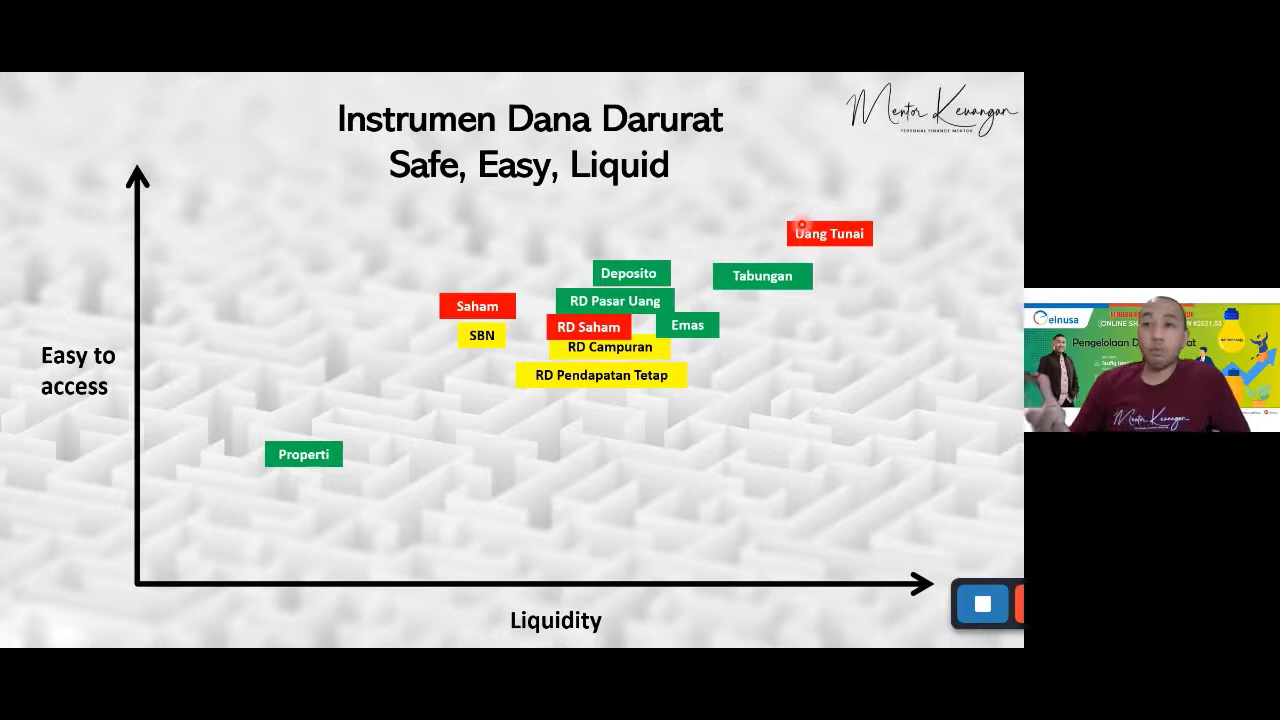 Instrumen Dana Darurat
Safe, Easy, Liquid
Mentor Keuangan
PERSONAL FINANCE MENTOR
Uang Tunai
Deposito
Tabungan
RD Pasar Uang
Saham
RD Saham
Emas
SBN
RD Campuran
RD Pendapatan Tetap
Easy to
access
Properti
Liquidity
elnusa
Pengelolaan
Mentor Keuangan